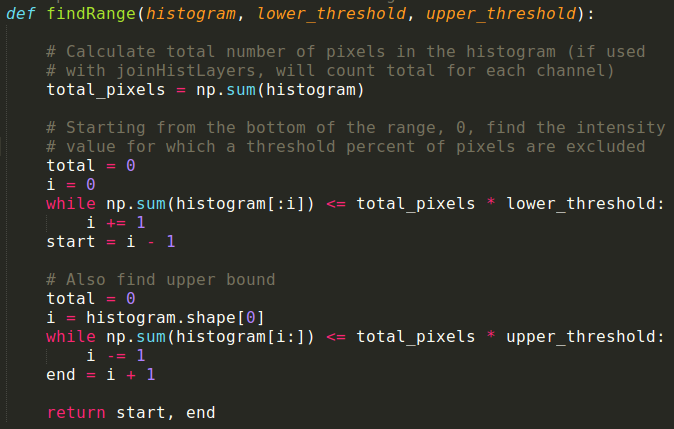 def findRange(histogram, lower_threshold, upper_threshold):
# Calculate total number of pixels in the histogram (if used
# with joinHistLayers, will count total for each channel)
total_pixels = np.sum(histogram)
# Starting from the bottom of the range, 0, find the intensity
# value for which a threshold percent of pixels are excluded
total = 0
i = 0
while np.sum(histogram[:i]) <= total_pixels * lower_threshold:
i += 1
start = i - 1
# Also find upper bound
total = 0
i = histogram.shape[0]
while np.sum(histogram[i:]) <= total_pixels * upper_threshold:
i -= 1
end = i + 1
return start, end